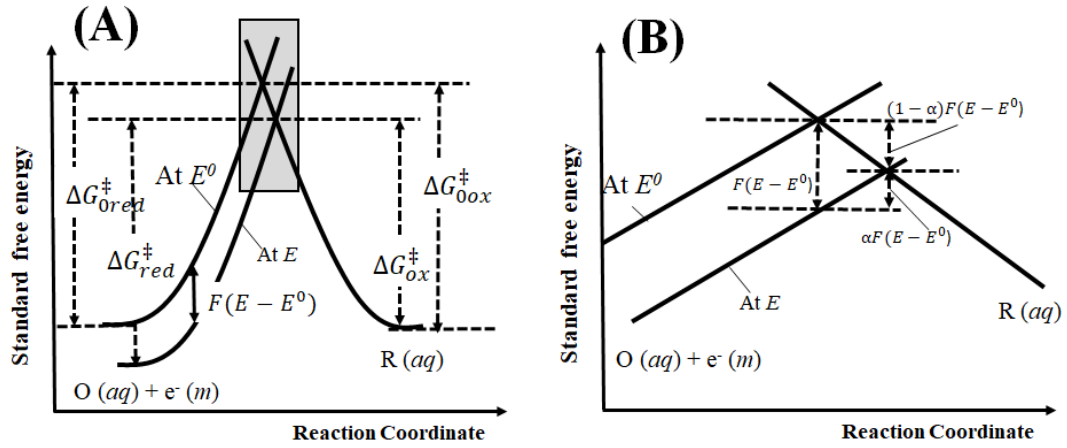 (A)
Standard free energy
ΔG‡0red
ΔG‡red
At E⁰
At E
F(E − E⁰)
ΔG‡0ox
ΔG‡ox
O (aq) + e⁻ (m)
R (aq)
Reaction Coordinate
(B)
Standard free energy
At E⁰
At E
F(E − E⁰)
(1 − α)F(E − E⁰)
αF(E − E⁰)
O (aq) + e⁻ (m)
R (aq)
Reaction Coordinate